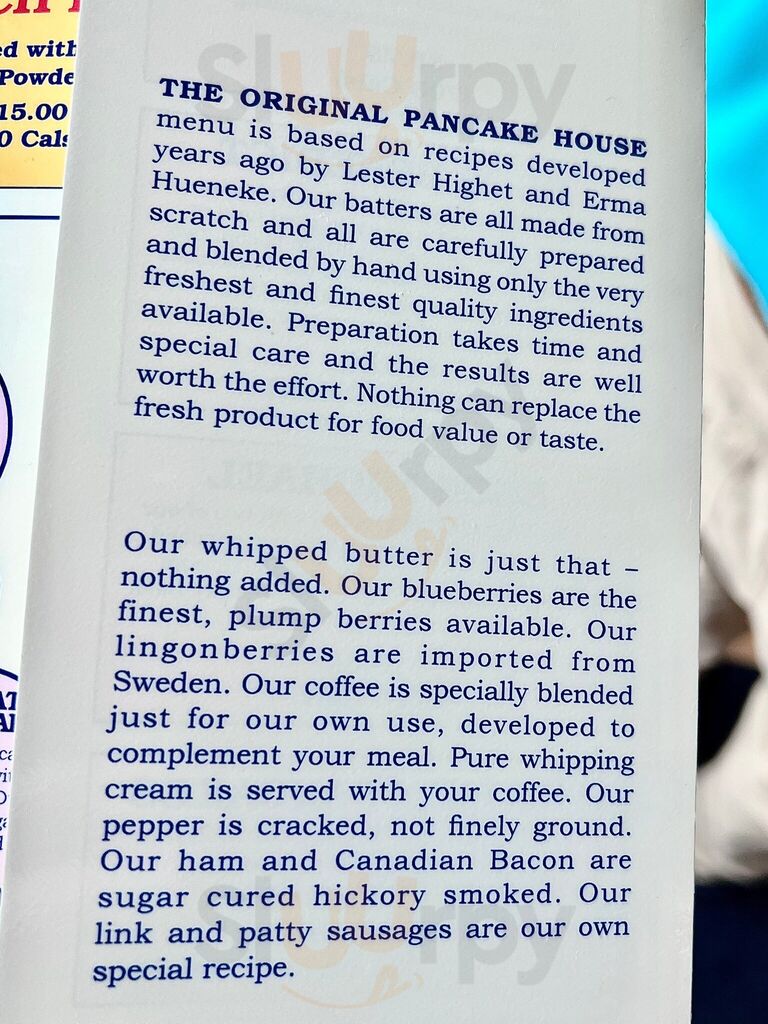 ed with
Powde
15.00
0 Cals
THE ORIGINAL PANCAKE HOUSE
menu is based on recipes developed
years ago by Lester Highet and Erma
Hueneke. Our batters are all made from
scratch and all are carefully prepared
and blended by hand using only the very
freshest and finest quality ingredients
available. Preparation takes time and
special care and the results are well
worth the effort. Nothing can replace the
fresh product for food value or taste.
Our whipped butter is just that –
nothing added. Our blueberries are the
finest, plump berries available. Our
lingonberries are imported from
Sweden. Our coffee is specially blended
just for our own use, developed to
complement your meal. Pure whipping
cream is served with your coffee. Our
pepper is cracked, not finely ground.
Our ham and Canadian Bacon are
sugar cured hickory smoked. Our
link and patty sausages are our own
special recipe.
sluurpy
sluurpy
sluurpy